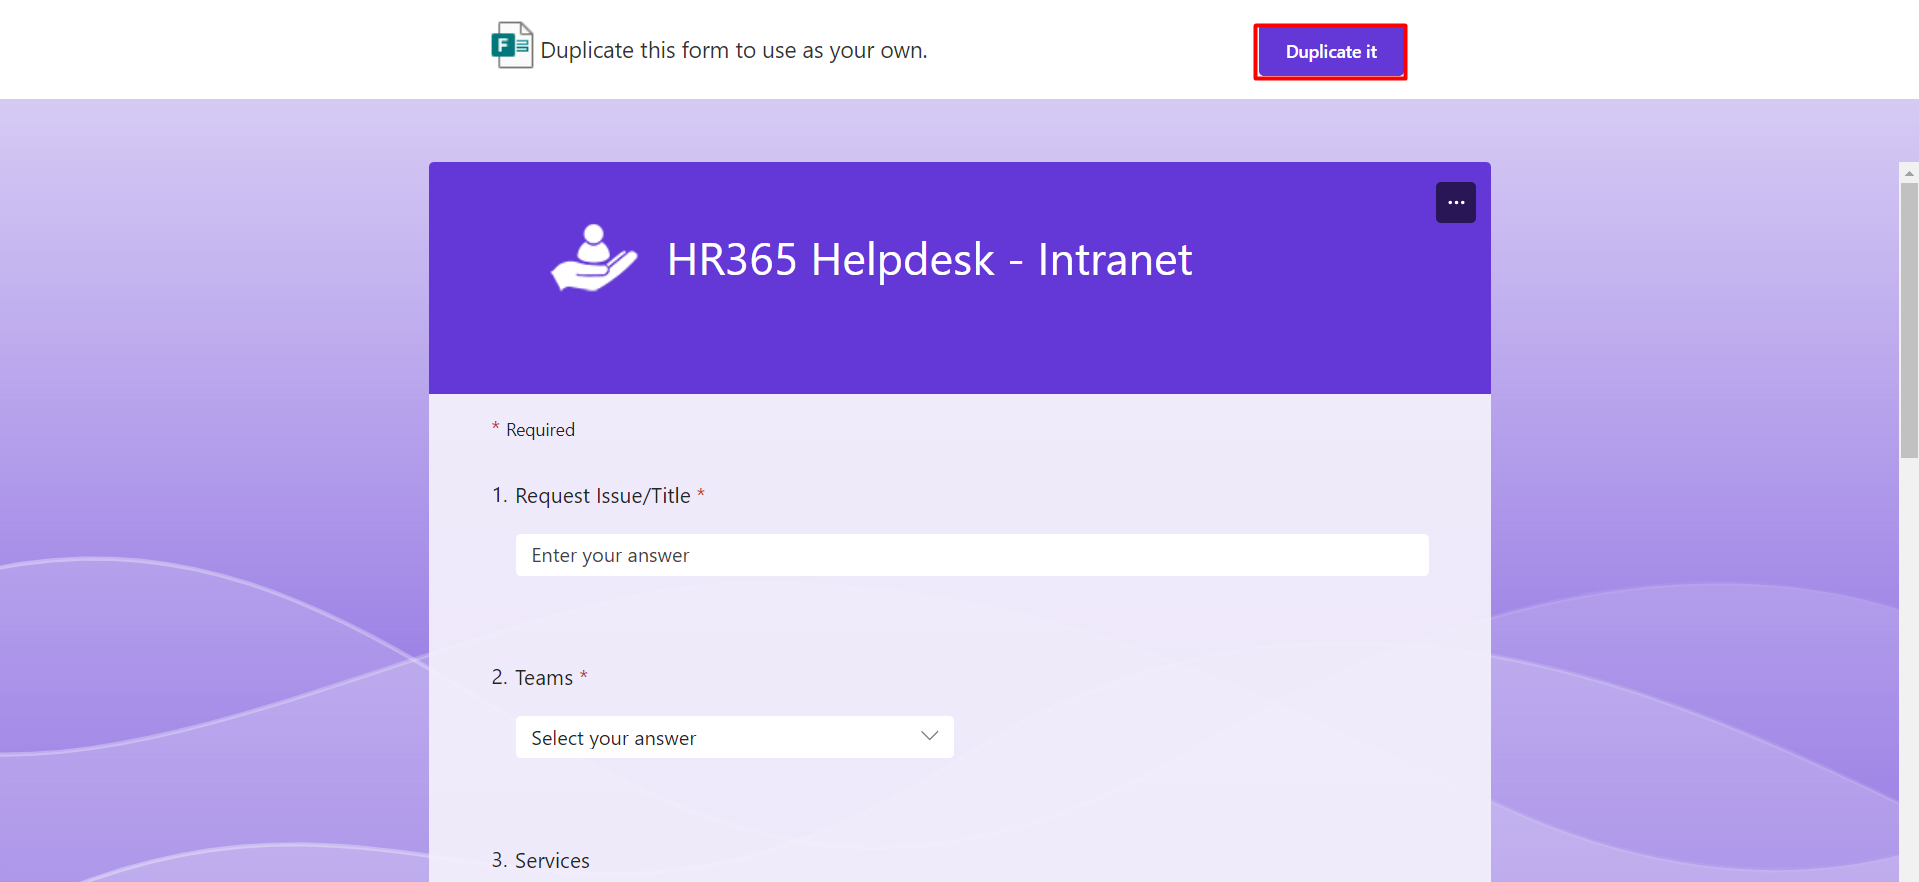 F
Duplicate this form to use as your own.
Duplicate it
...
HR365 Helpdesk - Intranet
* Required
1. Request Issue/Title *
Enter your answer
2. Teams *
Select your answer
3. Services